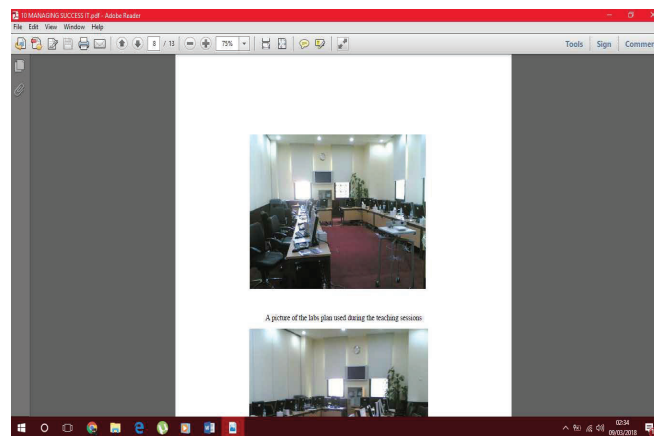 10 MANAGING SUCCESS IT.pdf - Adobe Reader
File Edit View Window Help
8 / 13 75% Tools Sign Commen
A picture of the labs plan used during the teaching sessions
02:34
09/03/2018